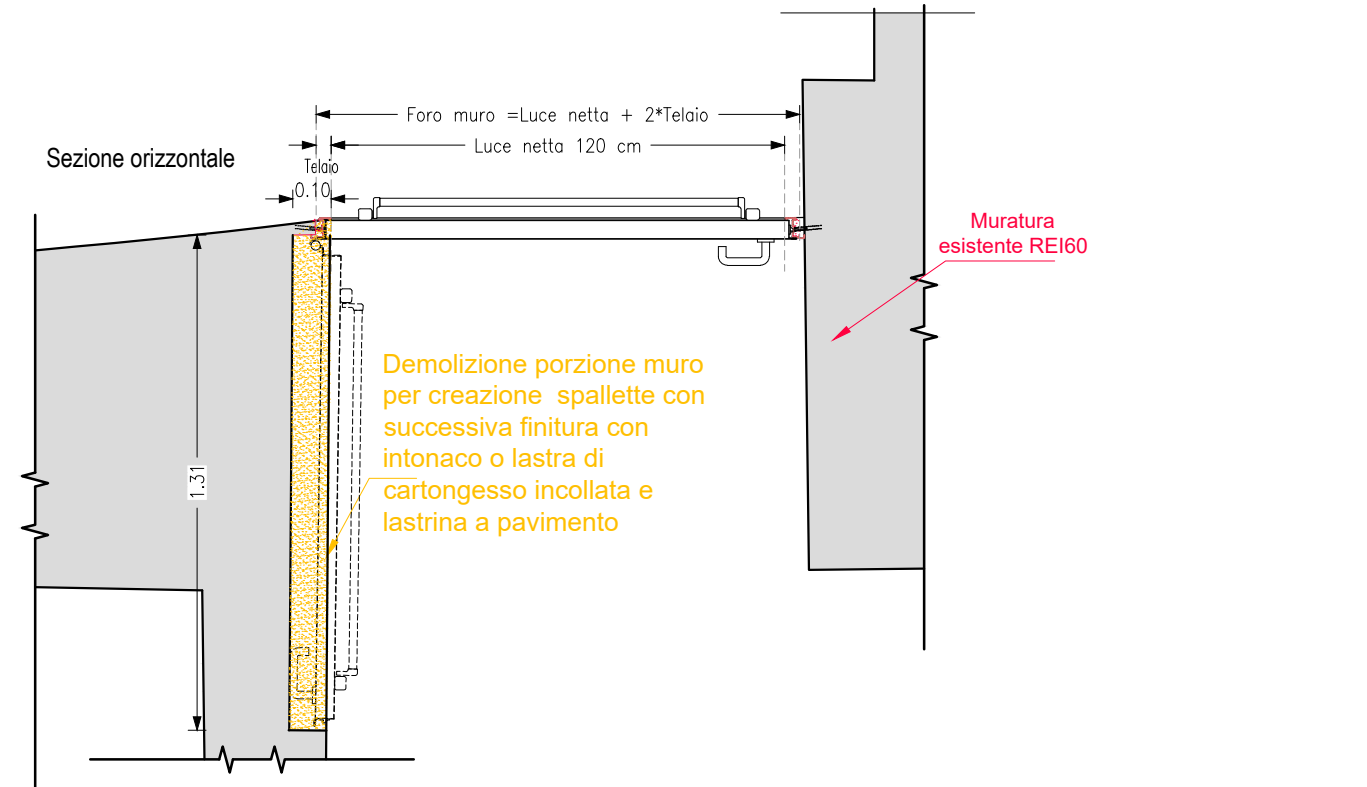 Foro muro =Luce netta + 2*Telaio
Luce netta 120 cm
Sezione orizzontale
Telaio
0.10
Muratura
esistente REI60
Demolizione porzione muro
per creazione spallette con
successiva finitura con
intonaco o lastra di
cartongesso incollata e
lastrina a pavimento
1.31